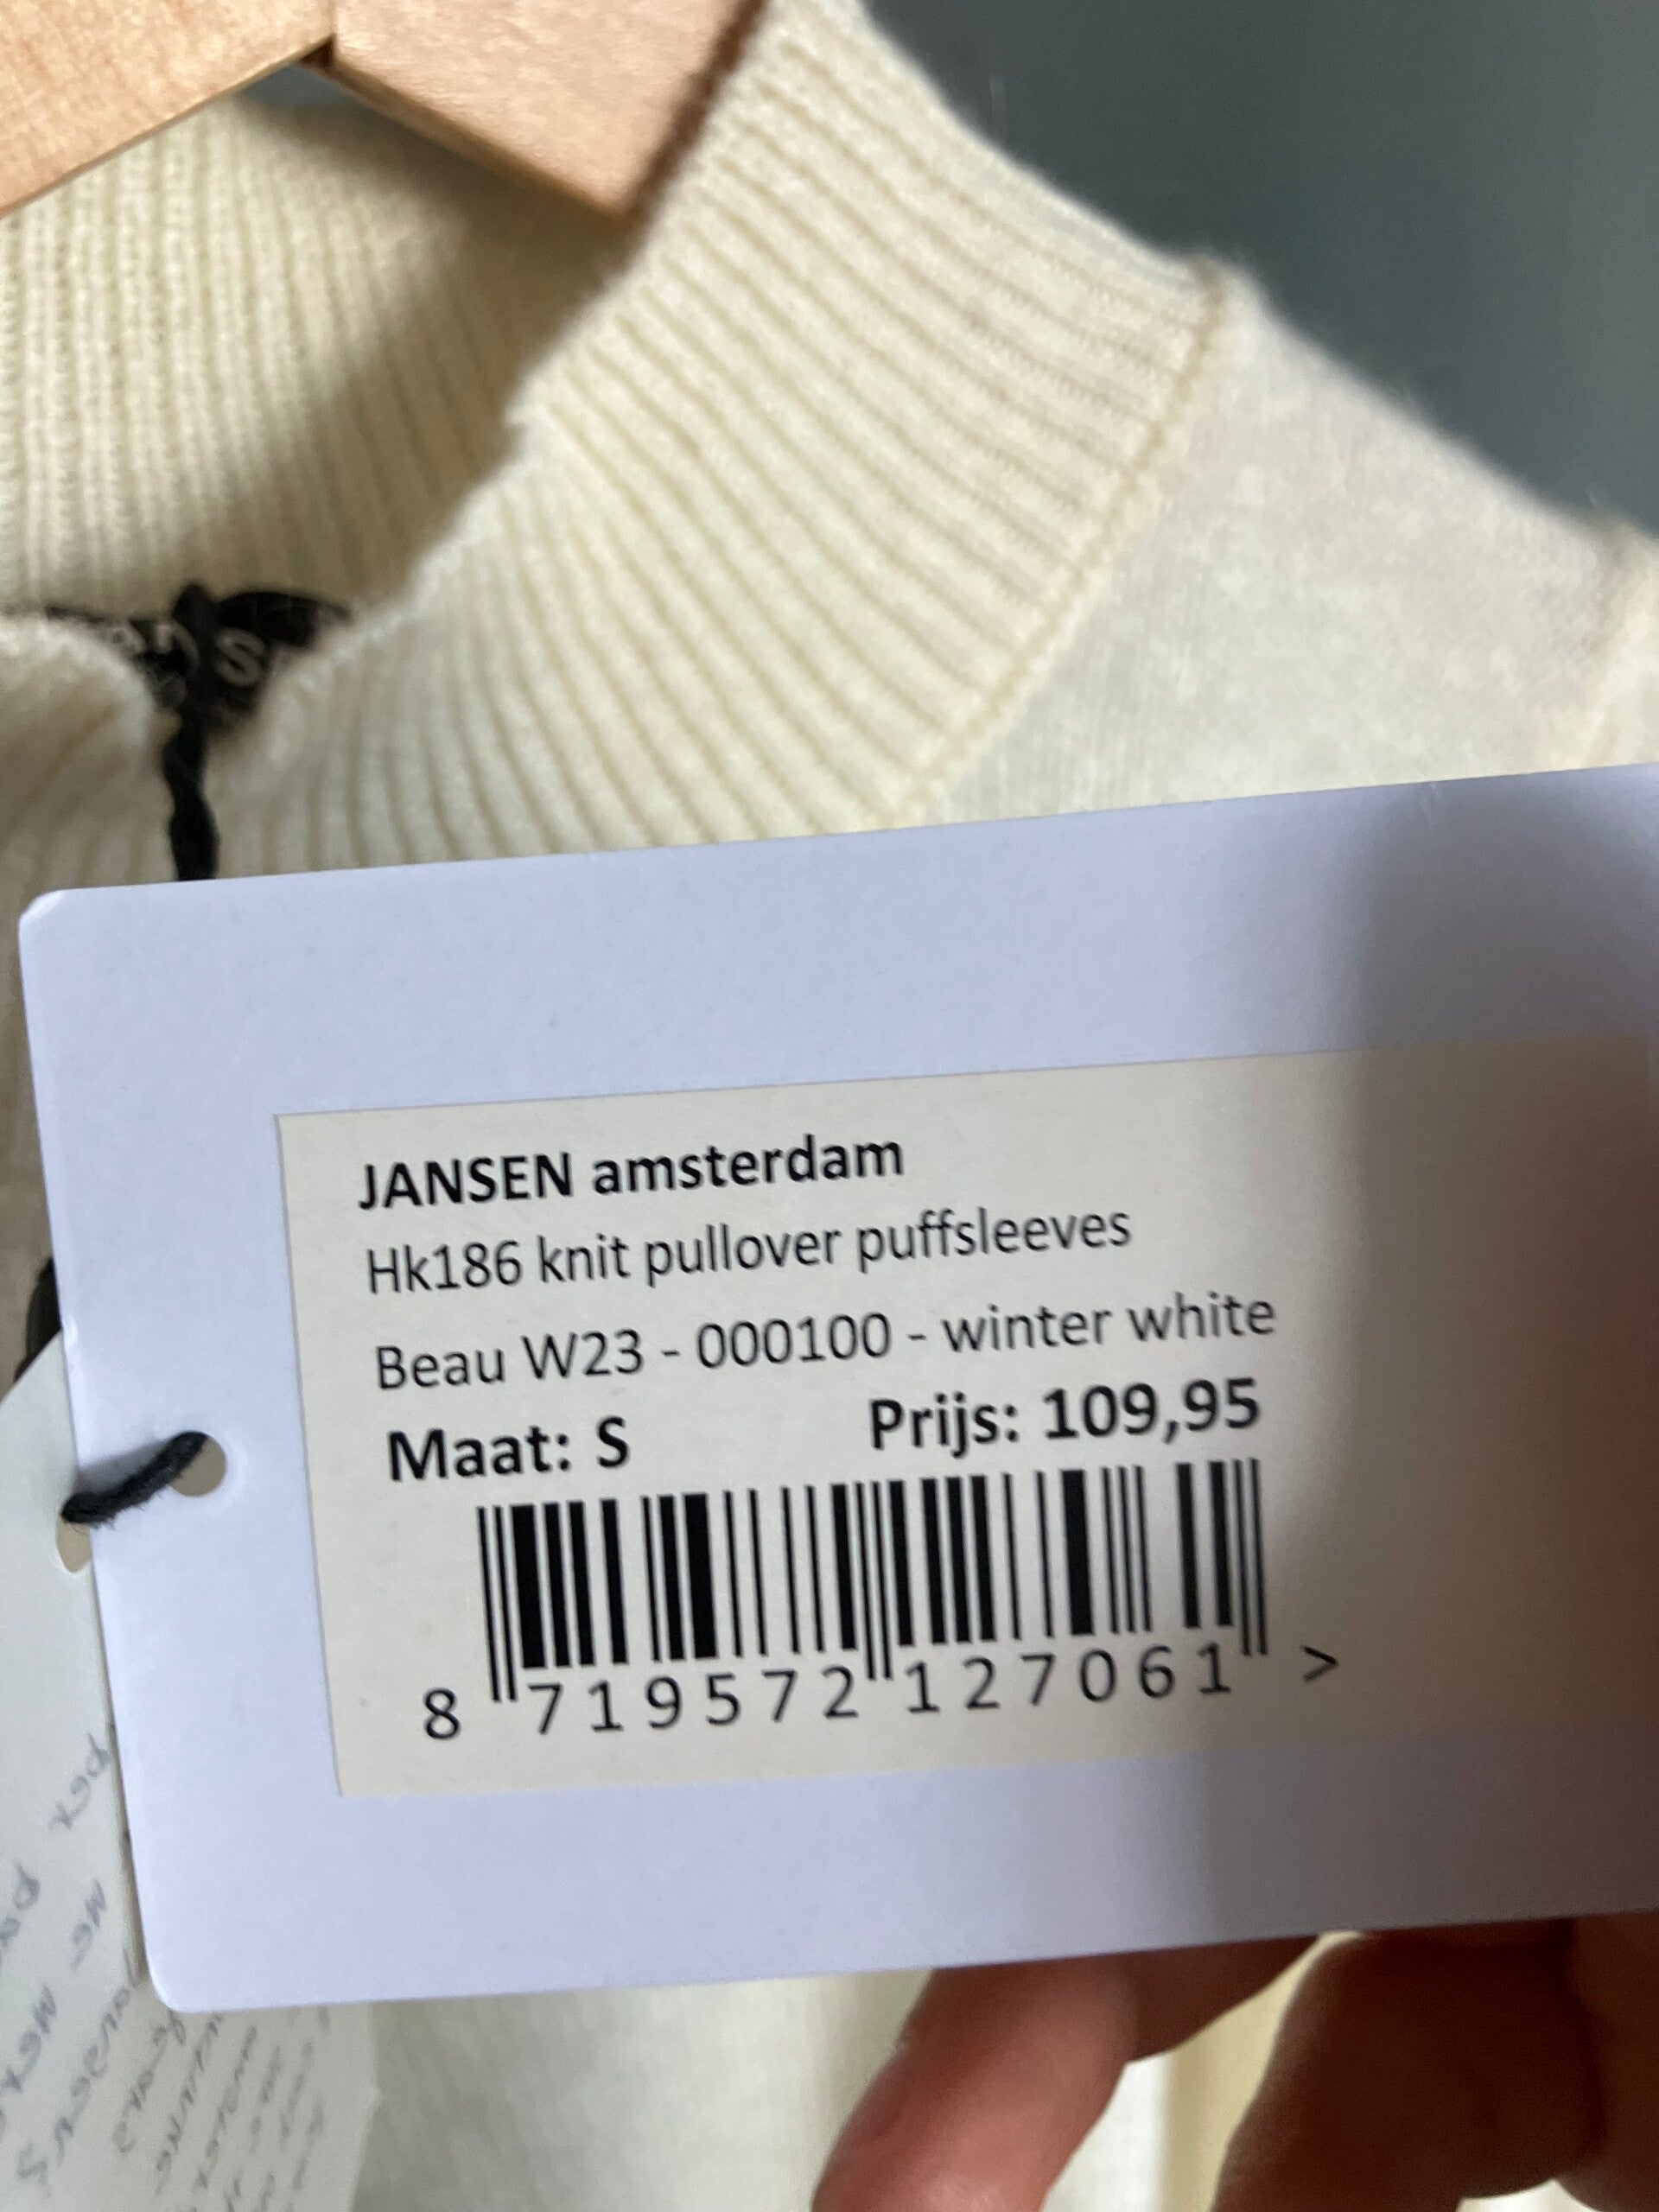 JANSEN amsterdam
Hk186 knit pullover puffsleeves
Beau W23 - 000100 - winter white
Maat: S Prijs: 109,95
8 719572 127061 >